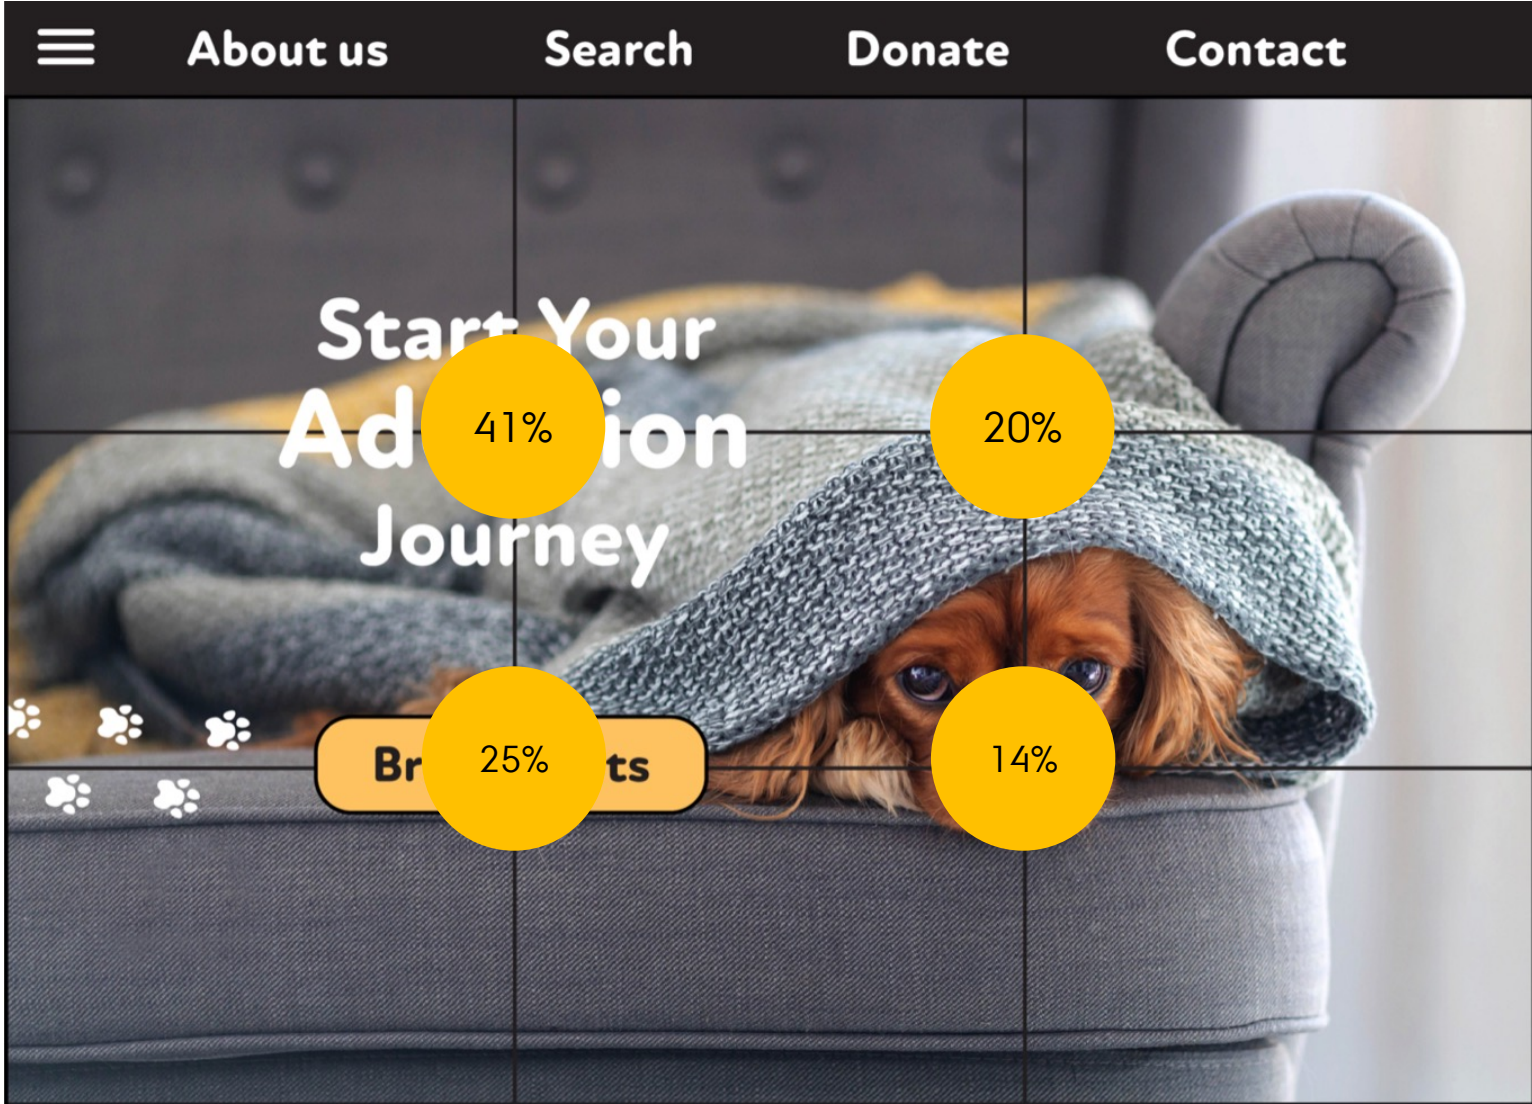 About us Search Donate Contact
Start Your
Ad ion
41% 20%
Journey
Br ts
25% 14%